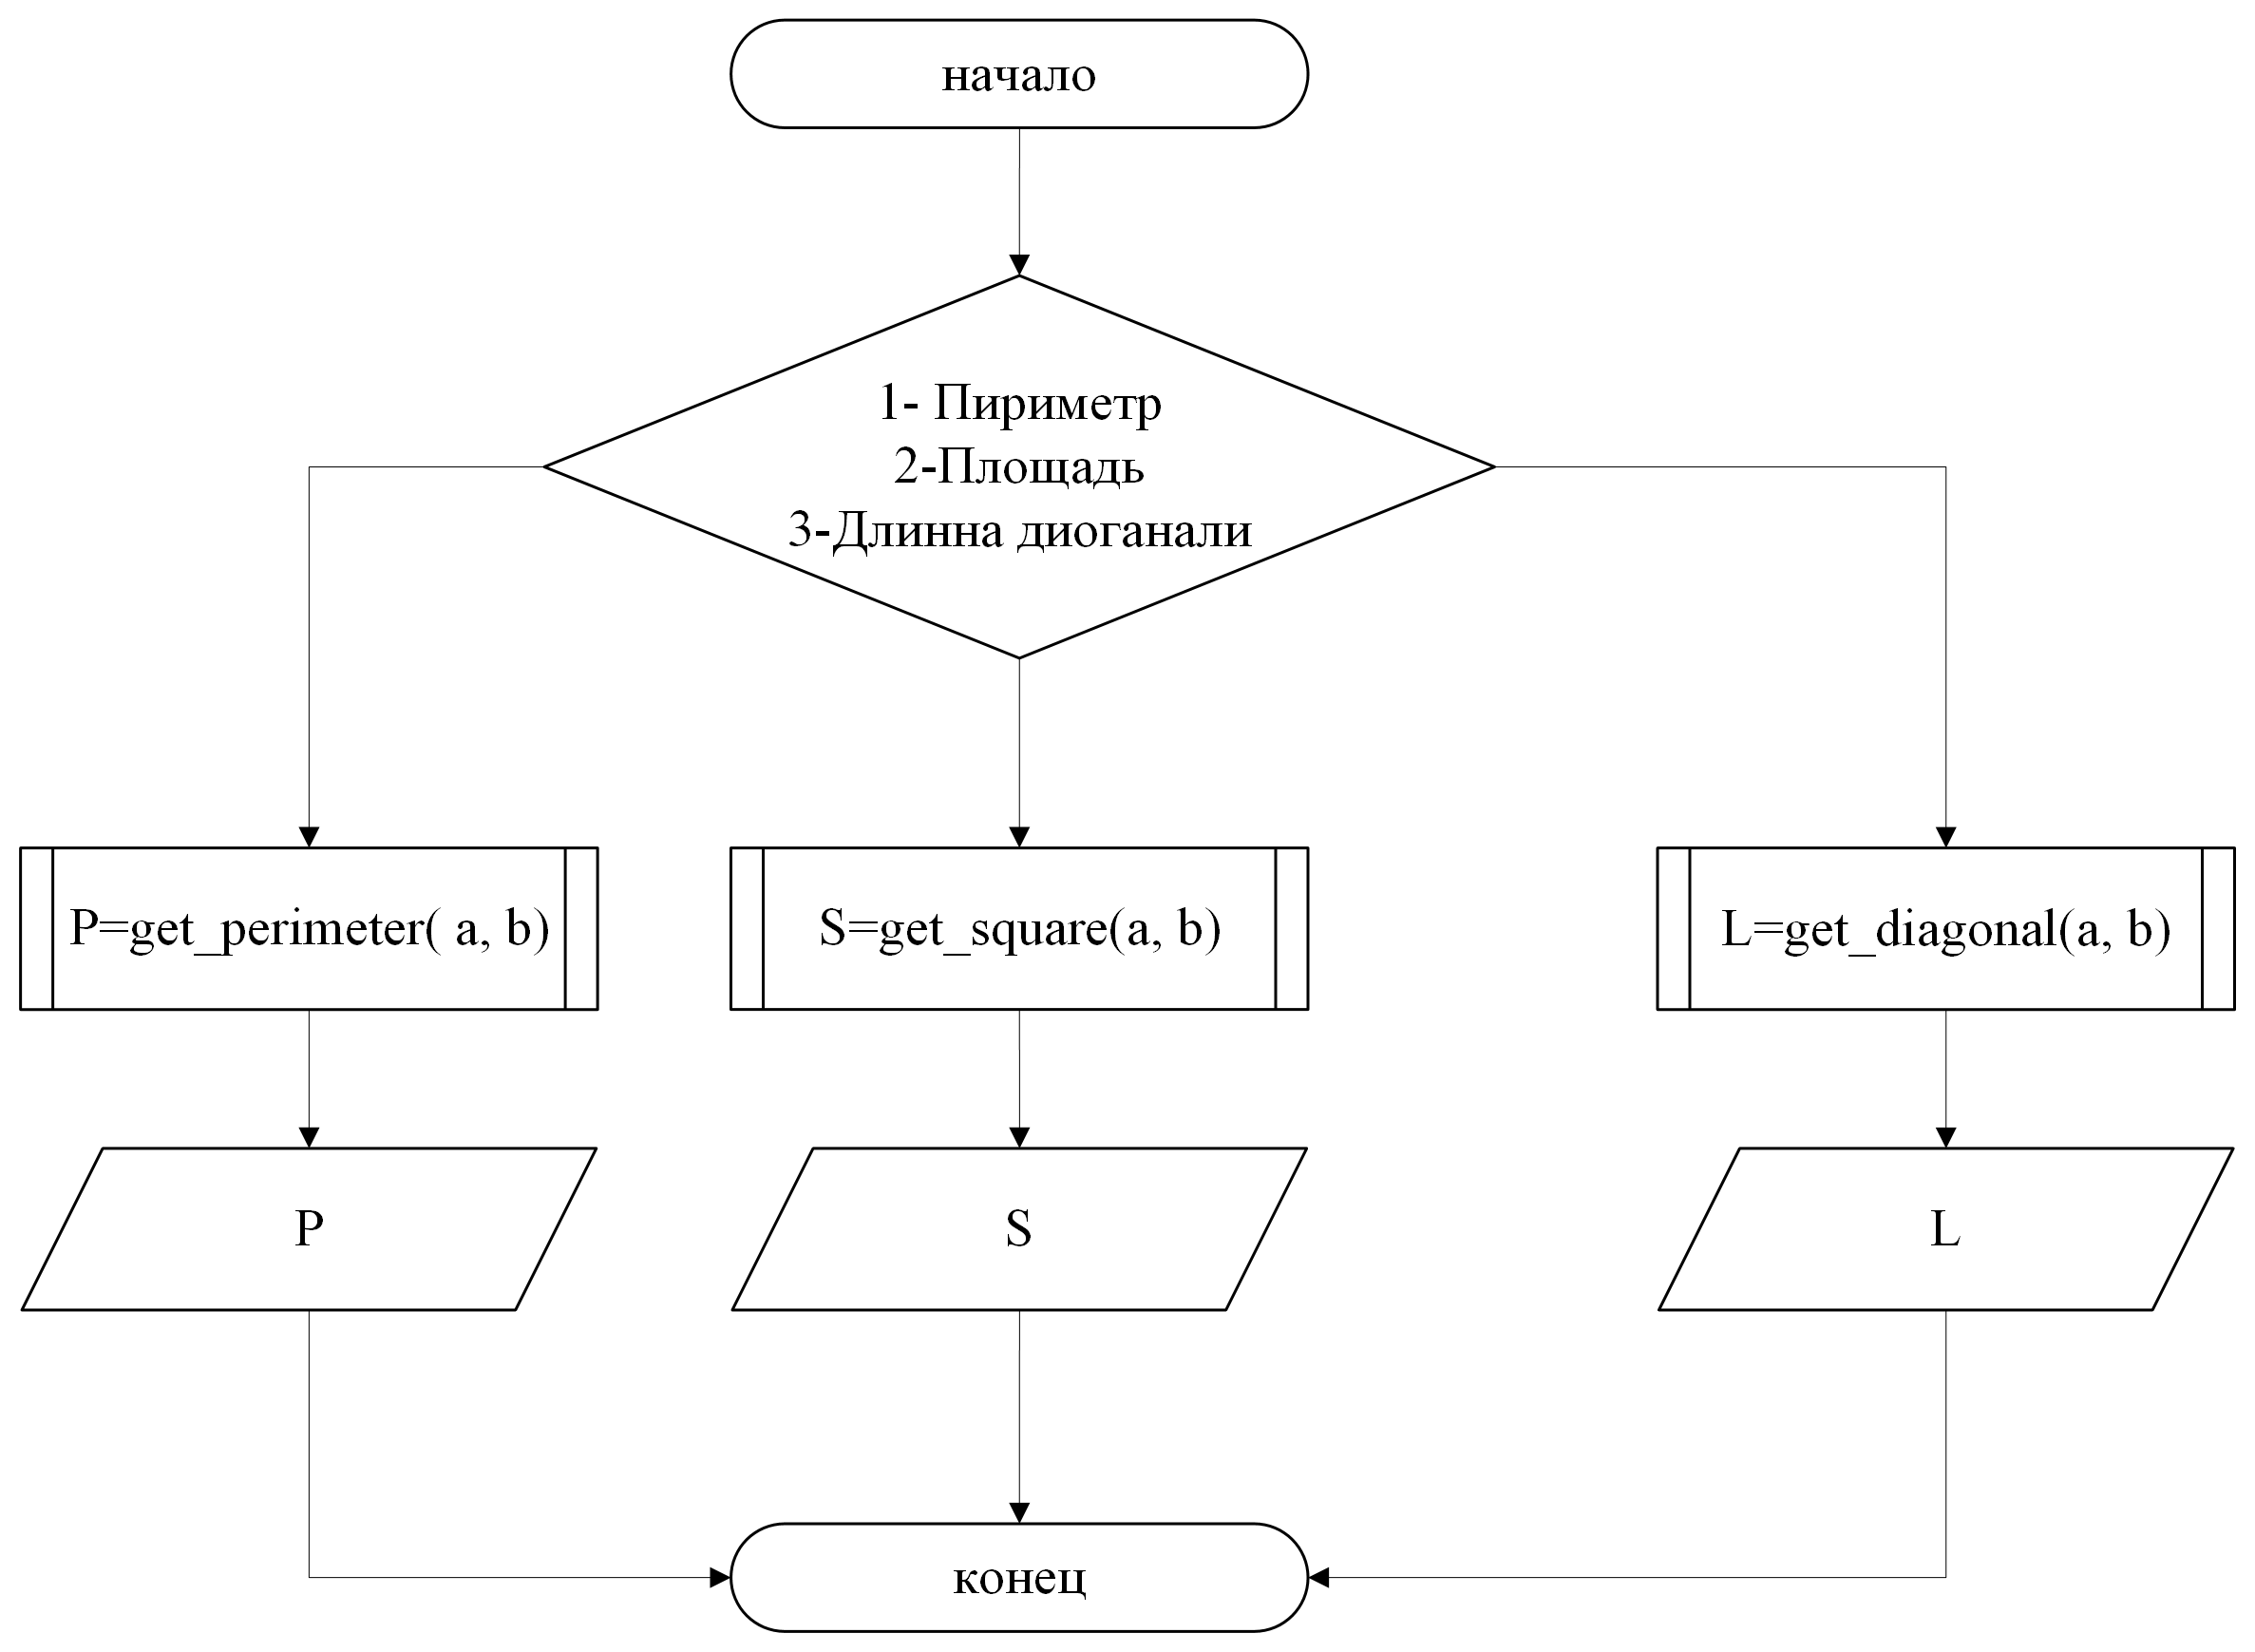 начало
1- Пириметр
2-Площадь
3-Длинна диоганали
P=get_perimeter( a, b)
S=get_square(a, b)
L=get_diagonal(a, b)
P
S
L
конец